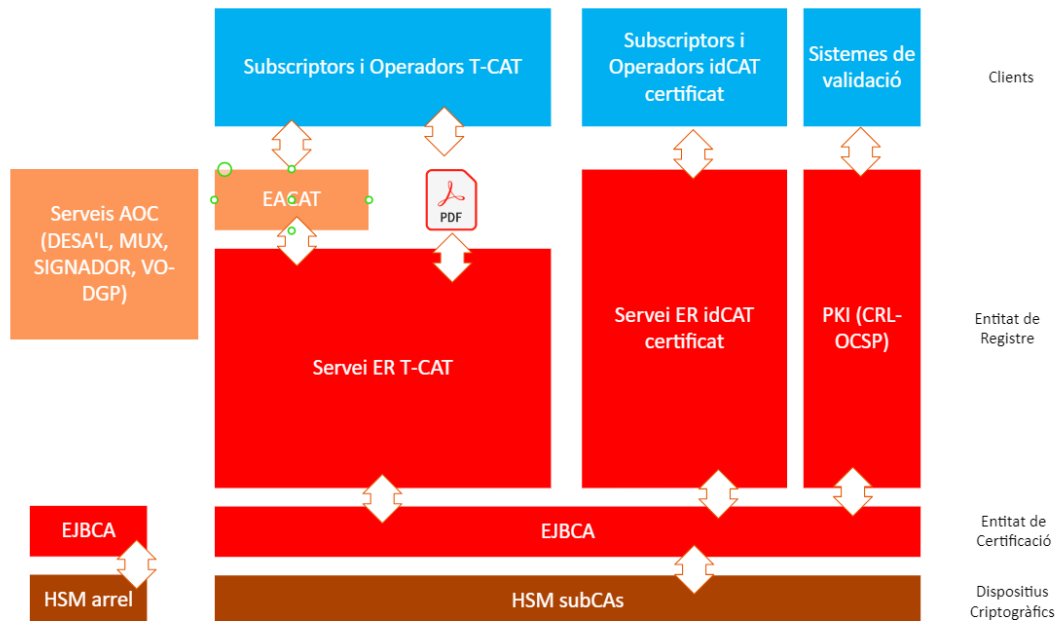 Subscriptors i Operadors T-CAT
Subscriptors i
Operadors idCAT
certificat
Sistemes de
validació
Clients
Serveis AOC
(DESA'L, MUX,
SIGNADOR, VO-
DGP)
EACAT
PDF
Servei ER T-CAT
Servei ER idCAT
certificat
PKI (CRL-
OCSP)
Entitat de
Registre
EJBCA
EJBCA
Entitat de
Certificació
HSM arrel
HSM subCAs
Dispositius
Criptogràfics